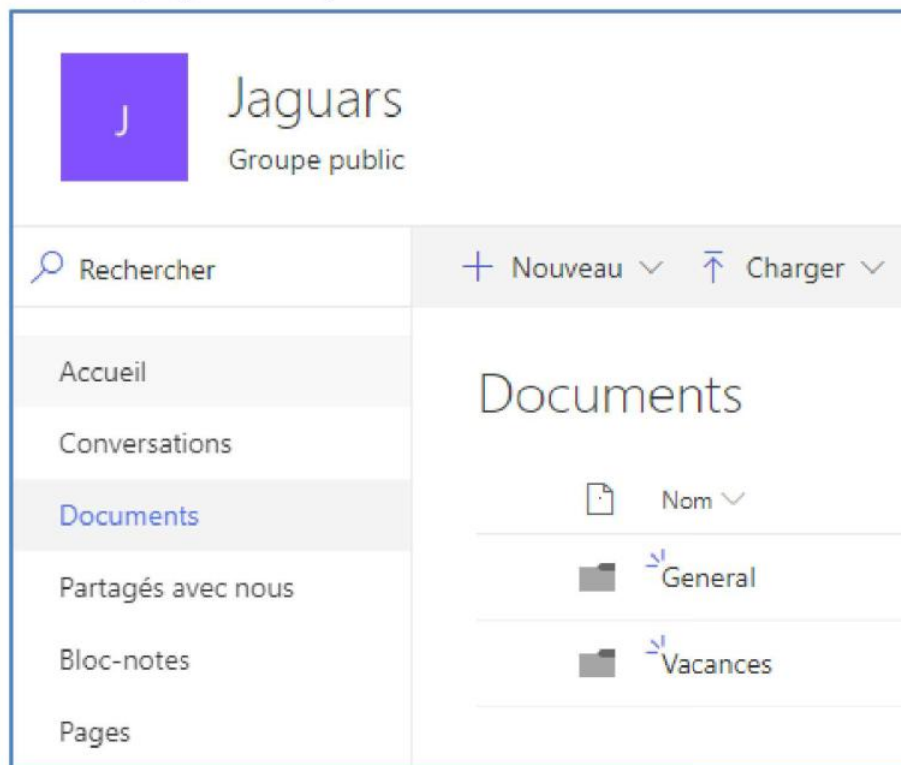 J
Jaguars
Groupe public
Rechercher
Nouveau
Charger
Accueil
Conversations
Documents
Partagés avec nous
Bloc-notes
Pages
Documents
Nom
General
Vacances